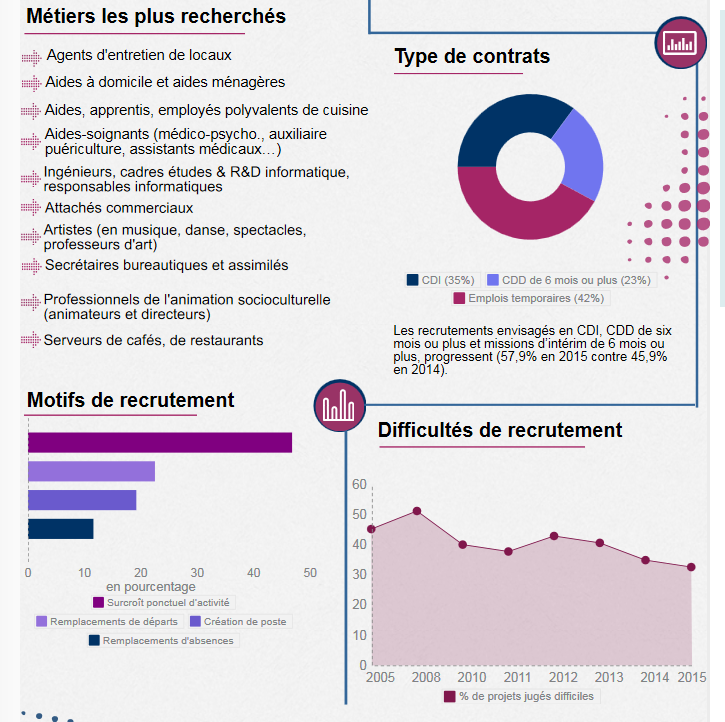 Métiers les plus recherchés
Agents d'entretien de locaux
Aides à domicile et aides ménagères
Aides, apprentis, employés polyvalents de cuisine
Aides-soignants (médico-psycho., auxiliaire
puériculture, assistants médicaux…)
Ingénieurs, cadres études & R&D informatique,
responsables informatiques
Attachés commerciaux
Artistes (en musique, danse, spectacles,
professeurs d'art)
Secrétaires bureautiques et assimilés
Professionnels de l'animation socioculturelle
(animateurs et directeurs)
Serveurs de cafés, de restaurants
Type de contrats
CDI (35%) CDD de 6 mois ou plus (23%)
Emplois temporaires (42%)
Les recrutements envisagés en CDI, CDD de six
mois ou plus et missions d'intérim de 6 mois ou
plus, progressent (57,9% en 2015 contre 45,9%
en 2014).
Motifs de recrutement
0 10 20 30 40 50
en pourcentage
Surcroît ponctuel d'activité
Remplacements de départs Création de poste
Remplacements d'absences
Difficultés de recrutement
60
50
40
30
20
10
0
2005 2008 2010 2011 2012 2013 2014 2015
% de projets jugés difficiles